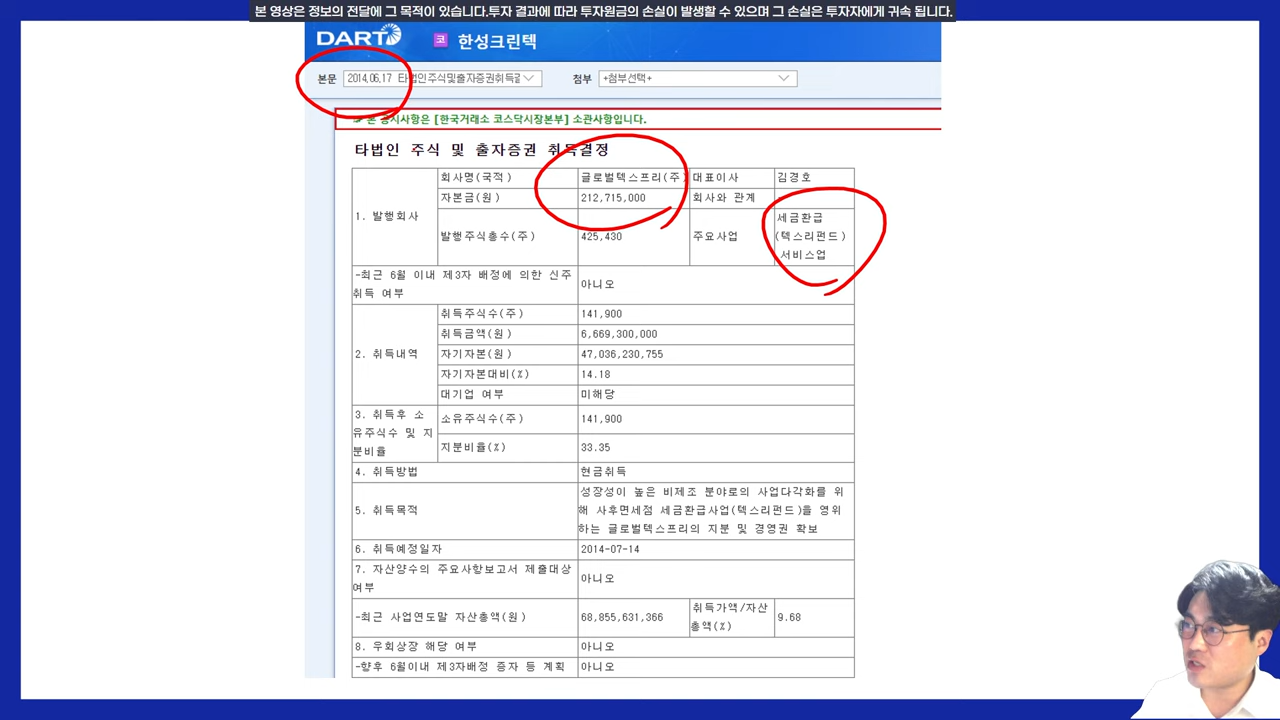 본 영상은 정보의 전달에 그 목적이 있습니다.투자 결과에 따라 투자원금의 손실이 발생할 수 있으며 그 손실은 투자자에게 귀속 됩니다.
DART 코 한성크린텍
본문 2014.06.17 타법인주식및출자증권취득결 첨부 +첨부선택+
본 공시사항은 [한국거래소 코스닥시장본부] 소관사항입니다.
타법인 주식 및 출자증권 취득결정
1. 발행회사
회사명(국적) 글로벌텍스프리(주) 대표이사 김경호
자본금(원) 212,715,000 회사와 관계
발행주식총수(주) 425,430 주요사업
세금환급
(텍스리펀드)
서비스업
-최근 6월 이내 제3자 배정에 의한 신주
취득 여부
아니오
2. 취득내역
취득주식수(주) 141,900
취득금액(원) 6,669,300,000
자기자본(원) 47,036,230,755
자기자본대비(%) 14.18
대기업 여부 미해당
3. 취득후 소
유주식수 및 지
분비율
소유주식수(주) 141,900
지분비율(%) 33.35
4. 취득방법 현금취득
5. 취득목적
성장성이 높은 비제조 분야로의 사업다각화를 위
해 사후면세점 세금환급사업(텍스리펀드)을 영위
하는 글로벌텍스프리의 지분 및 경영권 확보
6. 취득예정일자 2014-07-14
7. 자산양수의 주요사항보고서 제출대상
여부
아니오
-최근 사업연도말 자산총액(원) 68,855,631,366
취득가액/자산
총액(%)
9.68
8. 우회상장 해당 여부 아니오
-향후 6월이내 제3자배정 증자 등 계획 아니오